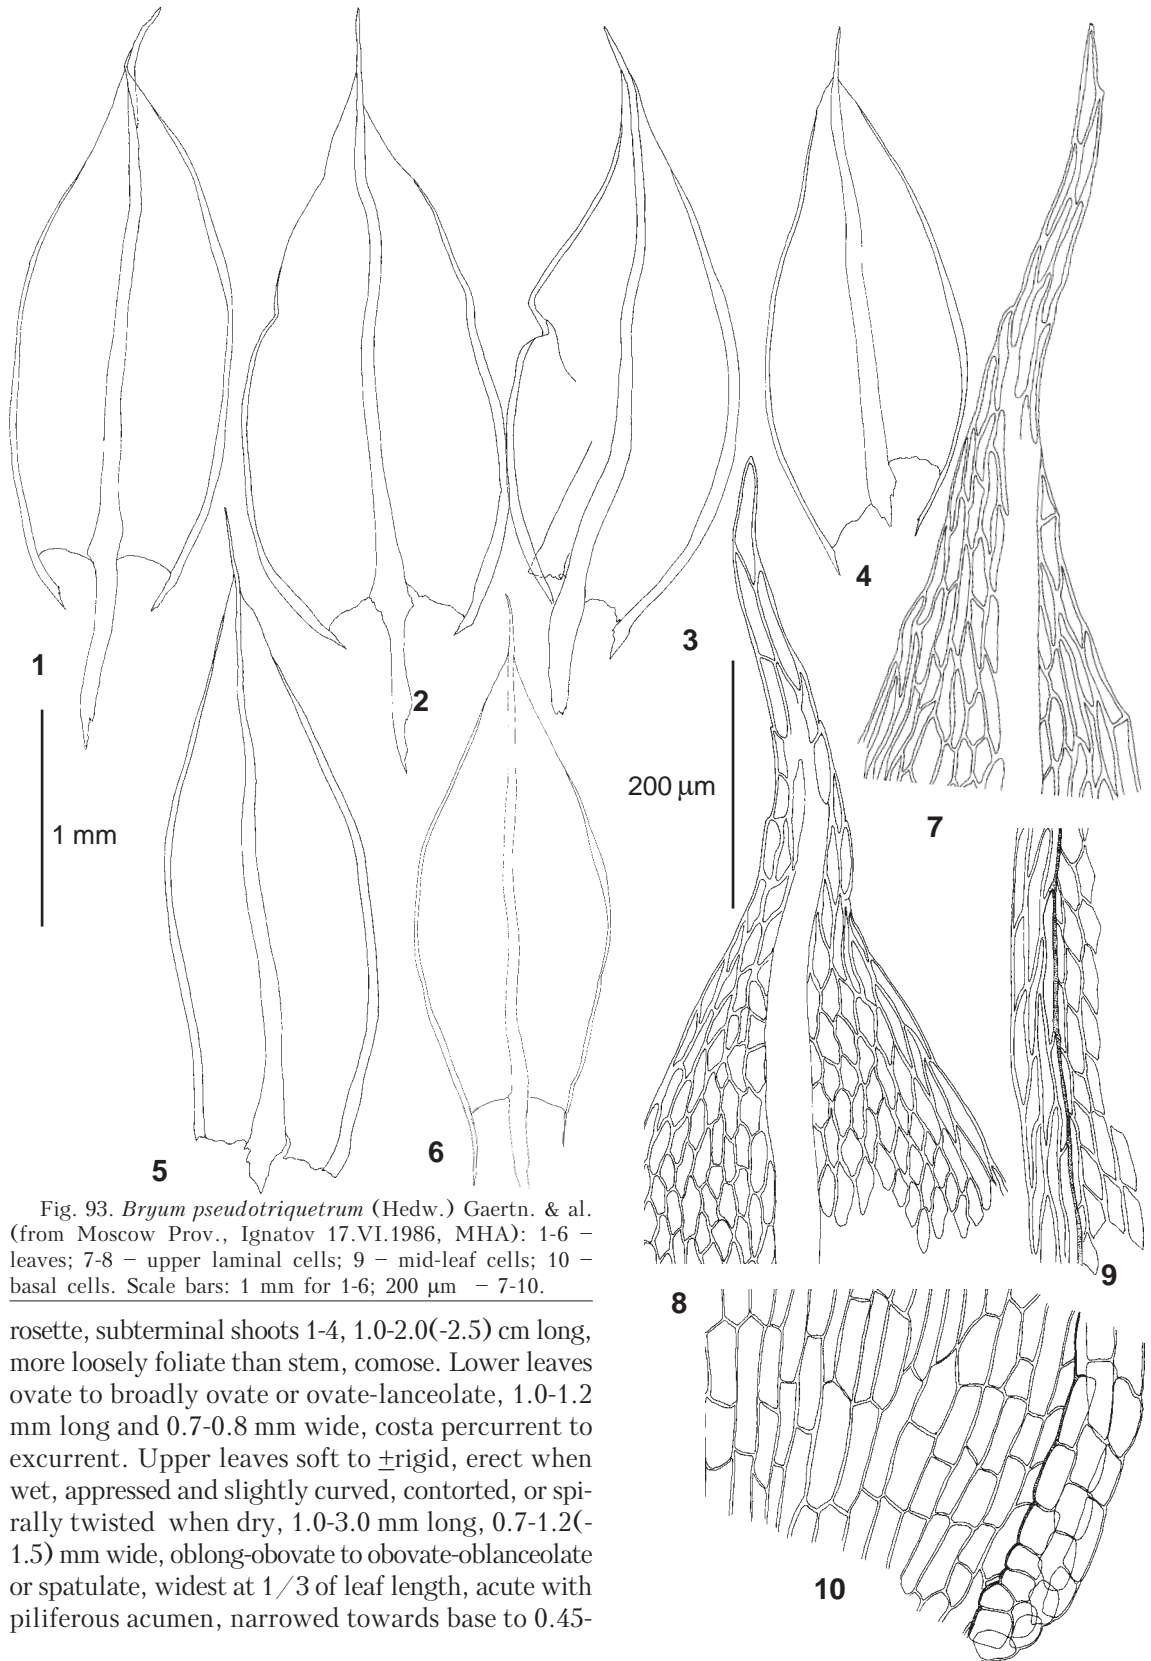 1
2
3
4
1 mm
200 µm
7
5
6
9
8
10
Fig. 93. Bryum pseudotriquetrum (Hedw.) Gaertn. & al.
(from Moscow Prov., Ignatov 17.VI.1986, MHA): 1-6 –
leaves; 7-8 – upper laminal cells; 9 – mid-leaf cells; 10 –
basal cells. Scale bars: 1 mm for 1-6; 200 µm – 7-10.
rosette, subterminal shoots 1-4, 1.0-2.0(-2.5) cm long,
more loosely foliate than stem, comose. Lower leaves
ovate to broadly ovate or ovate-lanceolate, 1.0-1.2
mm long and 0.7-0.8 mm wide, costa percurrent to
excurrent. Upper leaves soft to ±rigid, erect when
wet, appressed and slightly curved, contorted, or spi-
rally twisted when dry, 1.0-3.0 mm long, 0.7-1.2(-
1.5) mm wide, oblong-obovate to obovate-oblanceolate
or spatulate, widest at 1/3 of leaf length, acute with
piliferous acumen, narrowed towards base to 0.45-